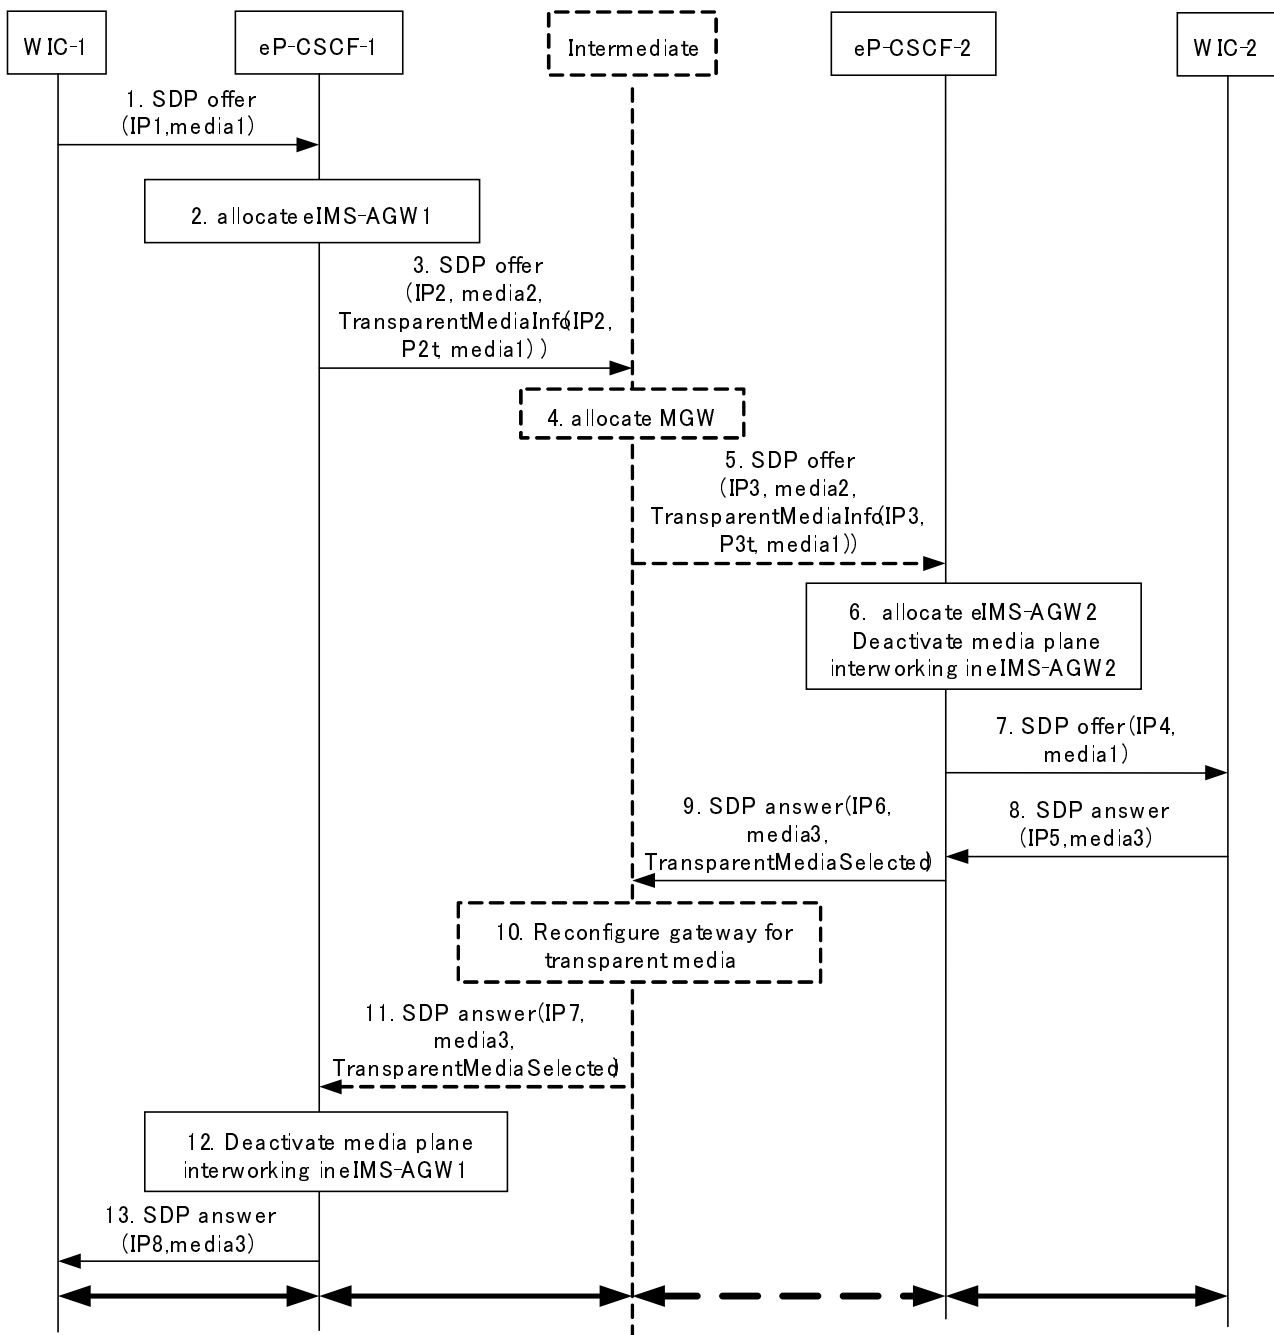 WIC-1
eP-CSCF-1
Intermediate
eP-CSCF-2
WIC-2
1. SDP offer
(IP1,media1)
2. allocate eIMS-AGW1
3. SDP offer
(IP2, media2,
TransparentMediaInfo(IP2,
P2t, media1))
4. allocate MGW
5. SDP offer
(IP3, media2,
TransparentMediaInfo(IP3,
P3t, media1))
6. allocate eIMS-AGW2
Deactivate media plane
interworking in eIMS-AGW2
7. SDP offer(IP4,
media1)
8. SDP answer
(IP5,media3)
9. SDP answer(IP6,
media3,
TransparentMediaSelected)
10. Reconfigure gateway for
transparent media
11. SDP answer(IP7,
media3,
TransparentMediaSelected)
12. Deactivate media plane
interworking in eIMS-AGW1
13. SDP answer
(IP8,media3)